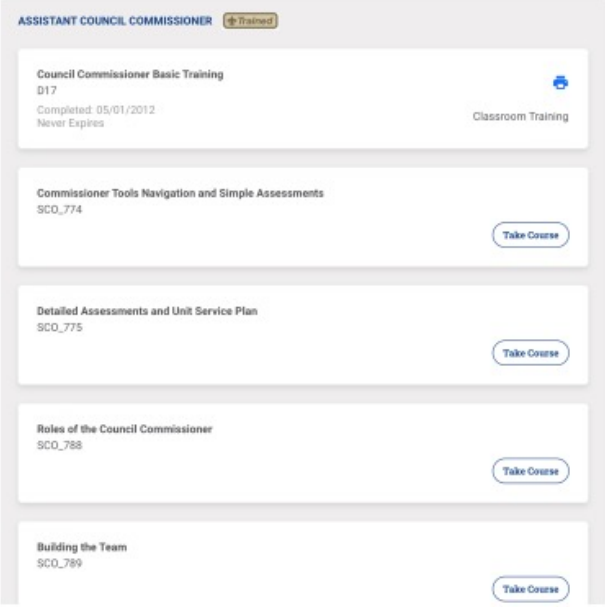 ASSISTANT COUNCIL COMMISSIONER Trained
Council Commissioner Basic Training
D17
Completed: 05/01/2012
Never Expires
Classroom Training
Commissioner Tools Navigation and Simple Assessments
SCO_774
Take Course
Detailed Assessments and Unit Service Plan
SCO_775
Take Course
Roles of the Council Commissioner
SCO_788
Take Course
Building the Team
SCO_789
Take Course